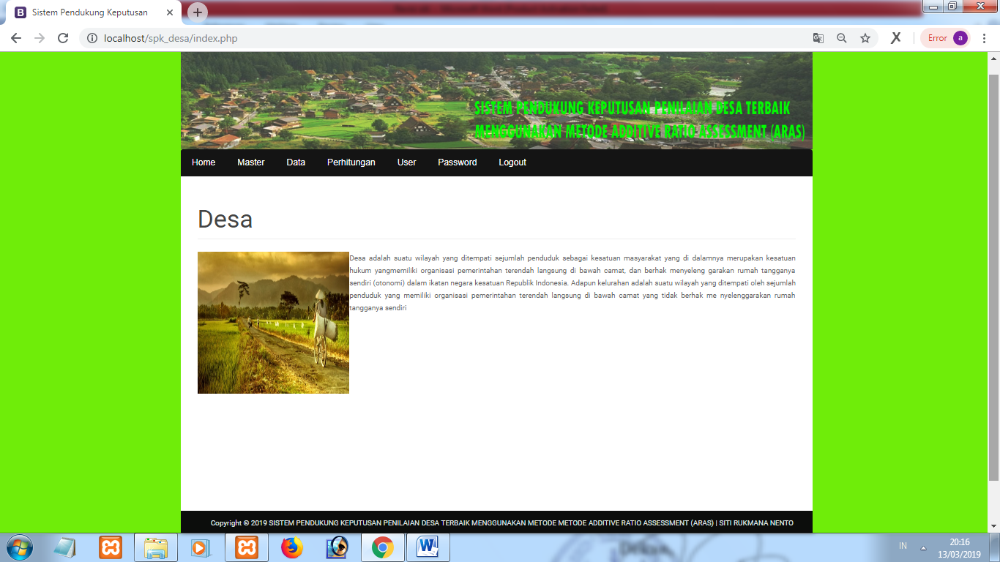 Sistem Pendukung Keputusan
localhost/spk_desa/index.php
Error a
SISTEM PENDUKUNG KEPUTUSAN PENILAIAN DESA TERBAIK
MENGGUNAKAN METODE ADDITIVE RATIO ASSESSMENT (ARAS)
Home Master Data Perhitungan User Password Logout
Desa
Desa adalah suatu wilayah yang ditempati sejumlah penduduk sebagai kesatuan masyarakat yang di dalamnya merupakan kesatuan
hukum yangmemiliki organisasi pemerintahan terendah langsung di bawah camat, dan berhak menyeleng garakan rumah tangganya
sendiri (otonomi) dalam ikatan negara kesatuan Republik Indonesia. Adapun kelurahan adalah suatu wilayah yang ditempati oleh sejumlah
penduduk yang memiliki organisasi pemerintahan terendah langsung di bawah camat yang tidak berhak me nyelenggarakan rumah
tangganya sendiri
Copyright © 2019 SISTEM PENDUKUNG KEPUTUSAN PENILAIAN DESA TERBAIK MENGGUNAKAN METODE METODE ADDITIVE RATIO ASSESSMENT (ARAS) | SITI RUKMANA NENTO
IN
20:16
13/03/2019